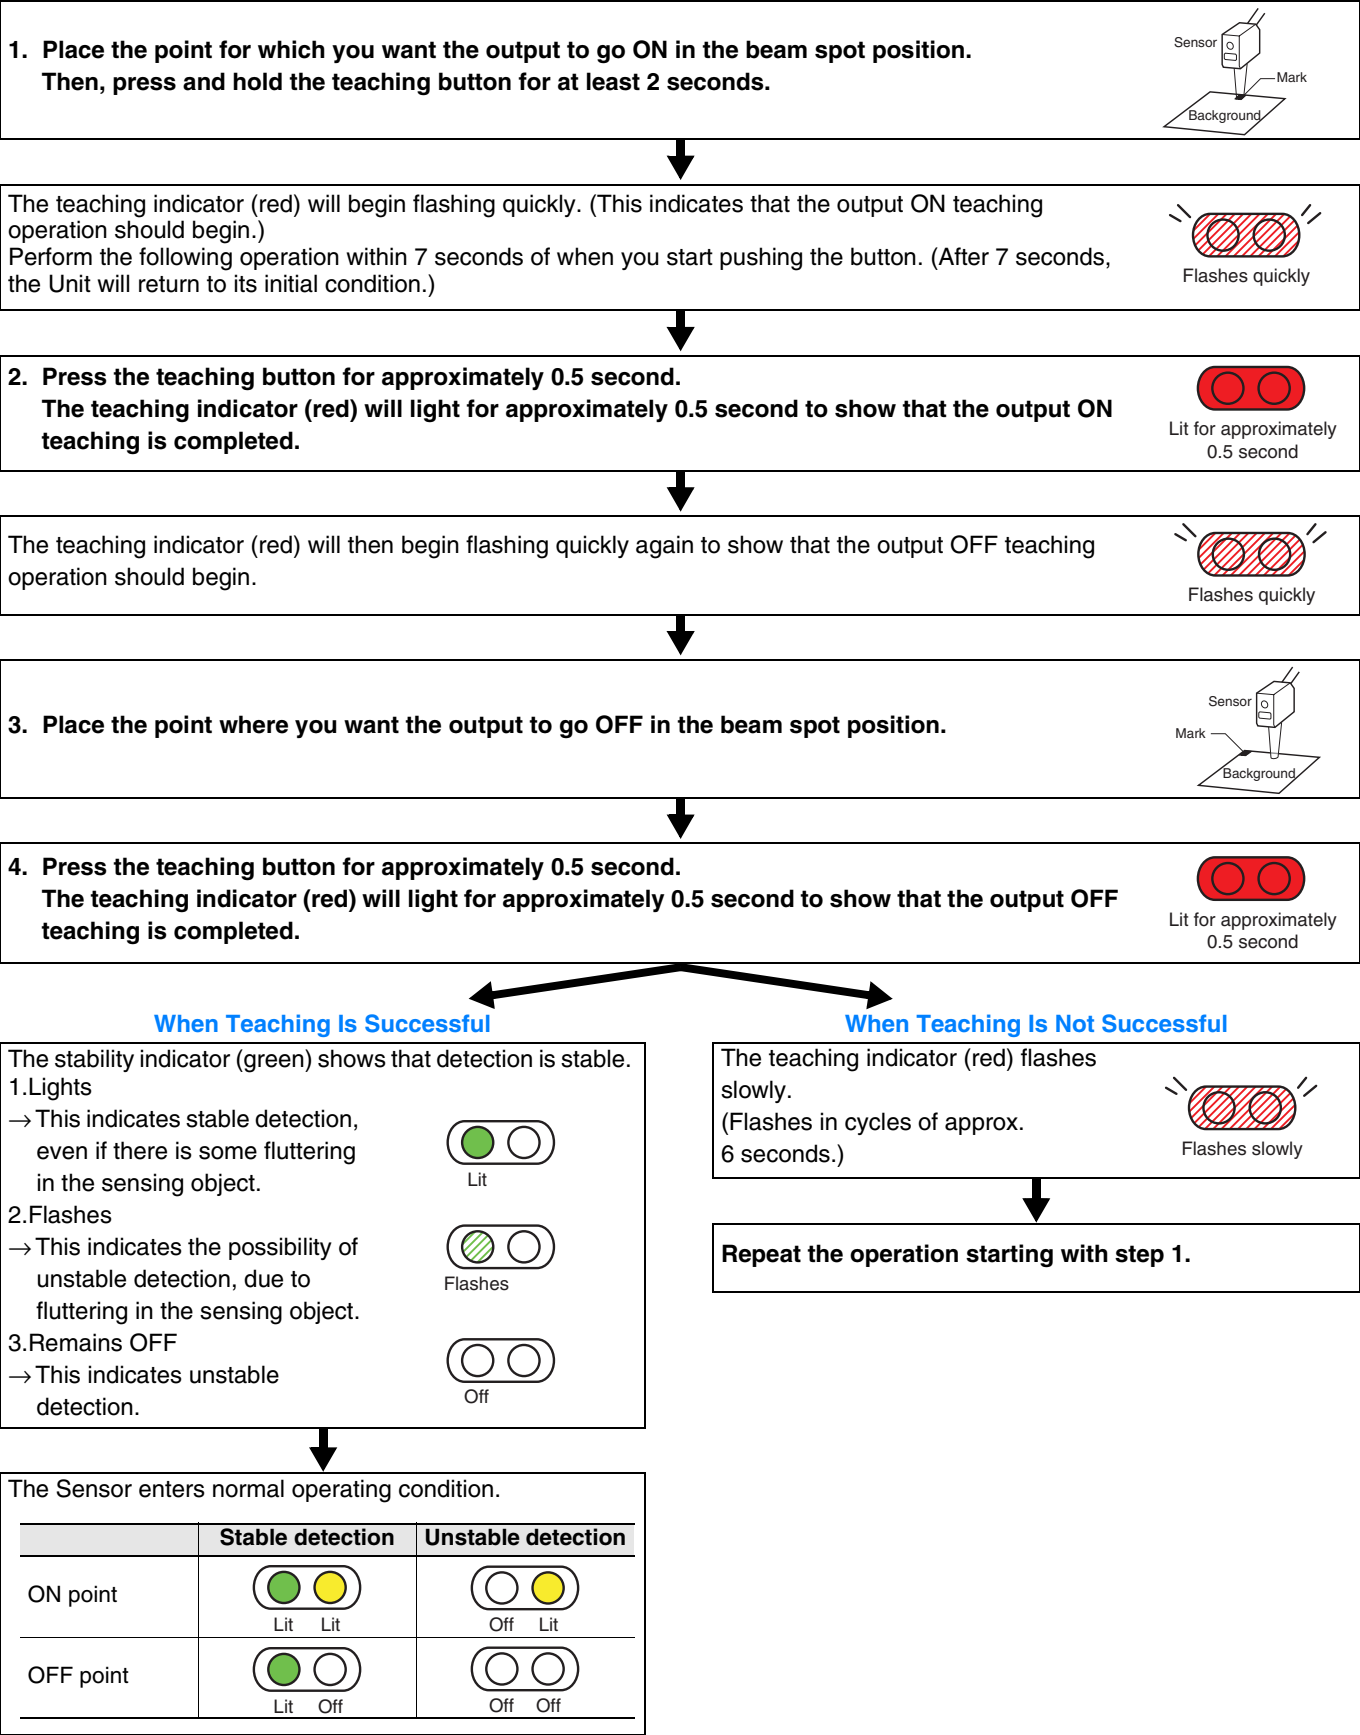 1. Place the point for which you want the output to go ON in the beam spot position.
Then, press and hold the teaching button for at least 2 seconds.
Sensor
Mark
Background
The teaching indicator (red) will begin flashing quickly. (This indicates that the output ON teaching
operation should begin.)
Perform the following operation within 7 seconds of when you start pushing the button. (After 7 seconds,
the Unit will return to its initial condition.)
Flashes quickly
2. Press the teaching button for approximately 0.5 second.
The teaching indicator (red) will light for approximately 0.5 second to show that the output ON
teaching is completed.
Lit for approximately
0.5 second
The teaching indicator (red) will then begin flashing quickly again to show that the output OFF teaching
operation should begin.
Flashes quickly
3. Place the point where you want the output to go OFF in the beam spot position.
Sensor
Mark
Background
4. Press the teaching button for approximately 0.5 second.
The teaching indicator (red) will light for approximately 0.5 second to show that the output OFF
teaching is completed.
Lit for approximately
0.5 second
When Teaching Is Successful
The stability indicator (green) shows that detection is stable.
1.Lights
→ This indicates stable detection,
even if there is some fluttering
in the sensing object.
Lit
2.Flashes
→ This indicates the possibility of
unstable detection, due to
fluttering in the sensing object.
Flashes
3.Remains OFF
→ This indicates unstable
detection.
Off
When Teaching Is Not Successful
The teaching indicator (red) flashes
slowly.
(Flashes in cycles of approx.
6 seconds.)
Flashes slowly
Repeat the operation starting with step 1.
The Sensor enters normal operating condition.
Stable detection Unstable detection
ON point
Lit Lit Off Lit
OFF point
Lit Off Off Off